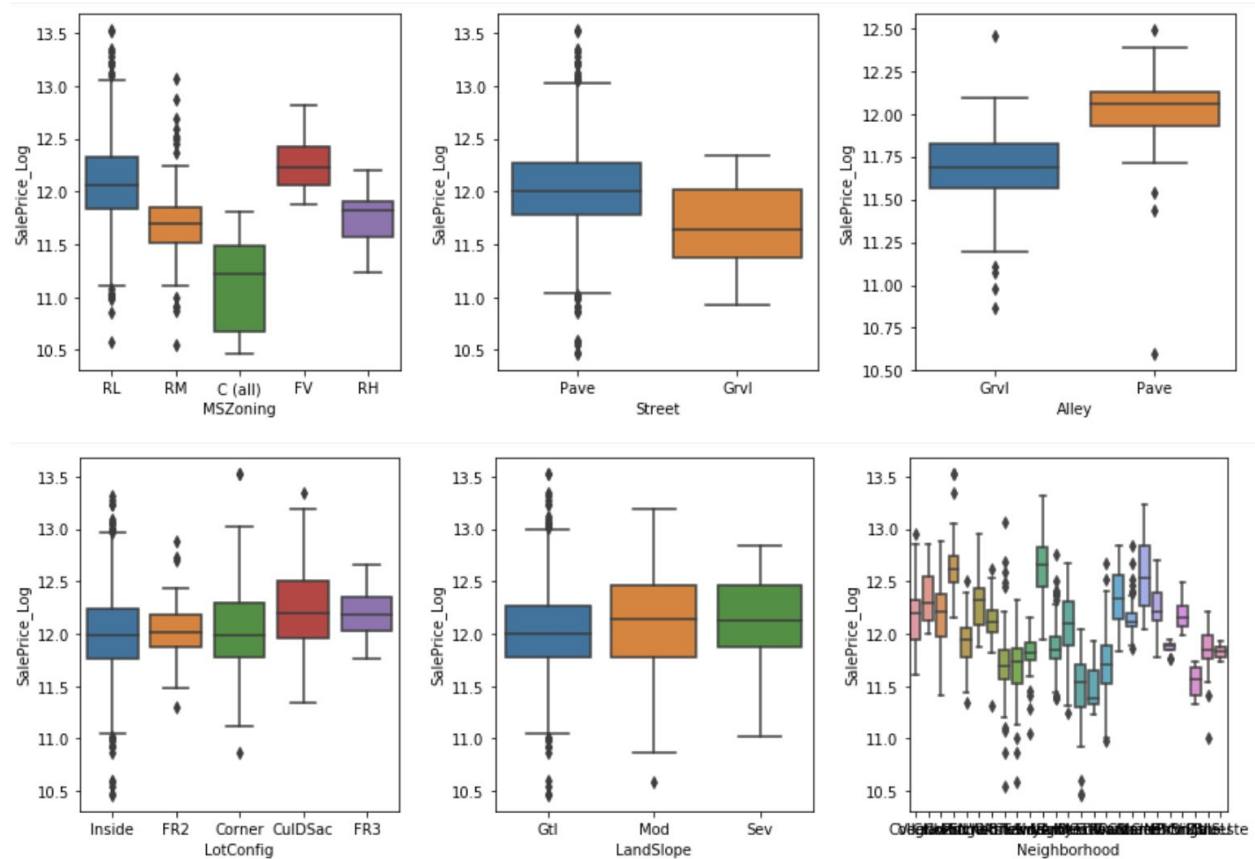 13.5
13.0
12.5
12.0
11.5
11.0
10.5
SalePrice_Log
RL RM C (all) FV RH
MSZoning
13.5
13.0
12.5
12.0
11.5
11.0
10.5
SalePrice_Log
Pave Grvl
Street
12.50
12.25
12.00
11.75
11.50
11.25
11.00
10.75
10.50
SalePrice_Log
Grvl Pave
Alley
13.5
13.0
12.5
12.0
11.5
11.0
10.5
SalePrice_Log
Inside FR2 Corner CulDSac FR3
LotConfig
13.5
13.0
12.5
12.0
11.5
11.0
10.5
SalePrice_Log
Gtl Mod Sev
LandSlope
13.5
13.0
12.5
12.0
11.5
11.0
10.5
SalePrice_Log
Neighborhood